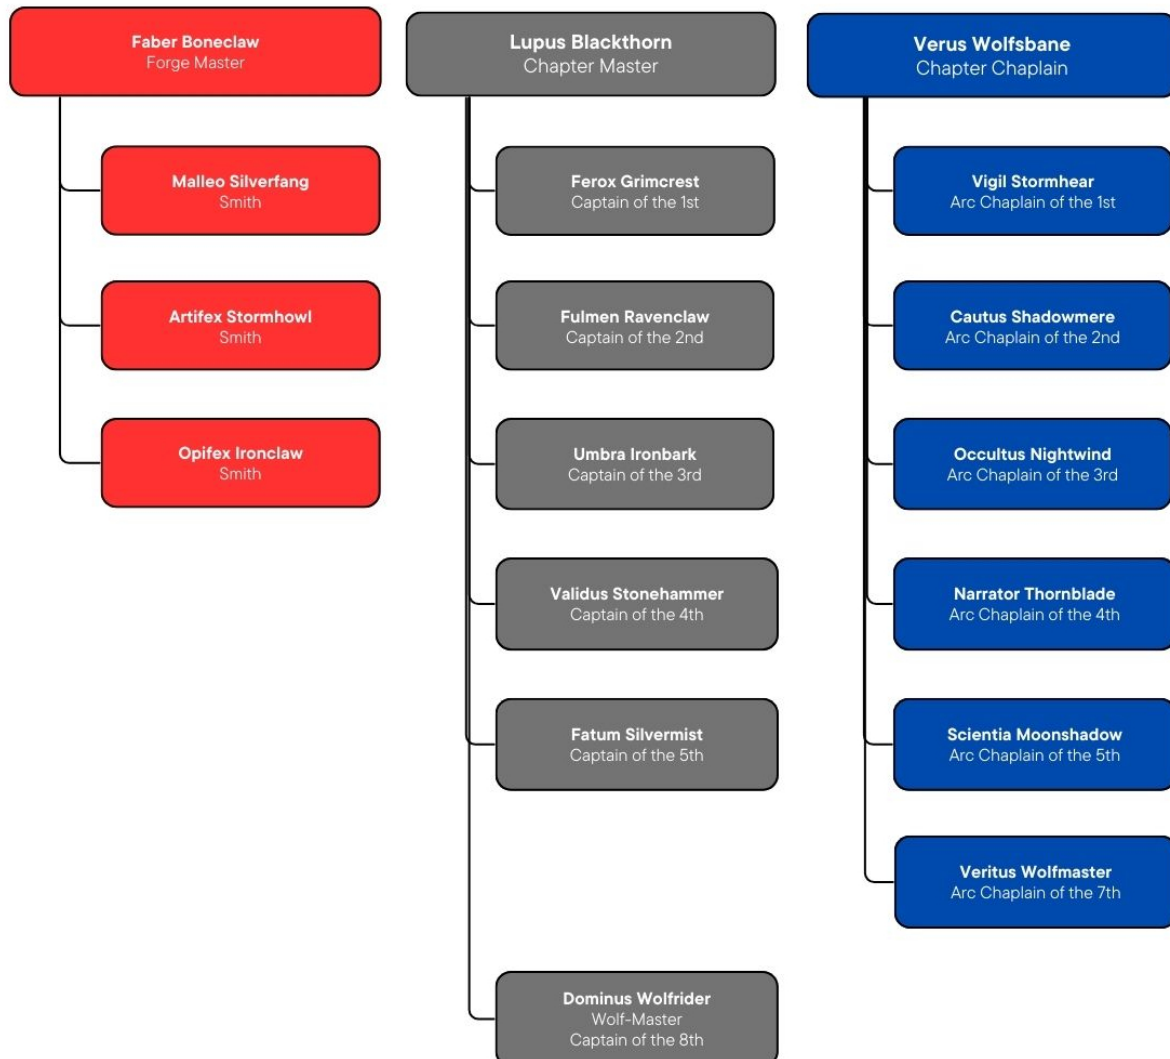 Faber Boneclaw
Forge Master
Malleo Silverfang
Smith
Artifex Stormhowl
Smith
Opifex Ironclaw
Smith
Lupus Blackthorn
Chapter Master
Ferox Grimcrest
Captain of the 1st
Fulmen Ravenclaw
Captain of the 2nd
Umbra Ironbark
Captain of the 3rd
Validus Stonehammer
Captain of the 4th
Fatum Silvermist
Captain of the 5th
Dominus Wolfrider
Wolf-Master
Captain of the 8th
Verus Wolfsbane
Chapter Chaplain
Vigil Stormhear
Arc Chaplain of the 1st
Cautus Shadowmere
Arc Chaplain of the 2nd
Occultus Nightwind
Arc Chaplain of the 3rd
Narrator Thornblade
Arc Chaplain of the 4th
Scientia Moonshadow
Arc Chaplain of the 5th
Veritus Wolfmaster
Arc Chaplain of the 7th